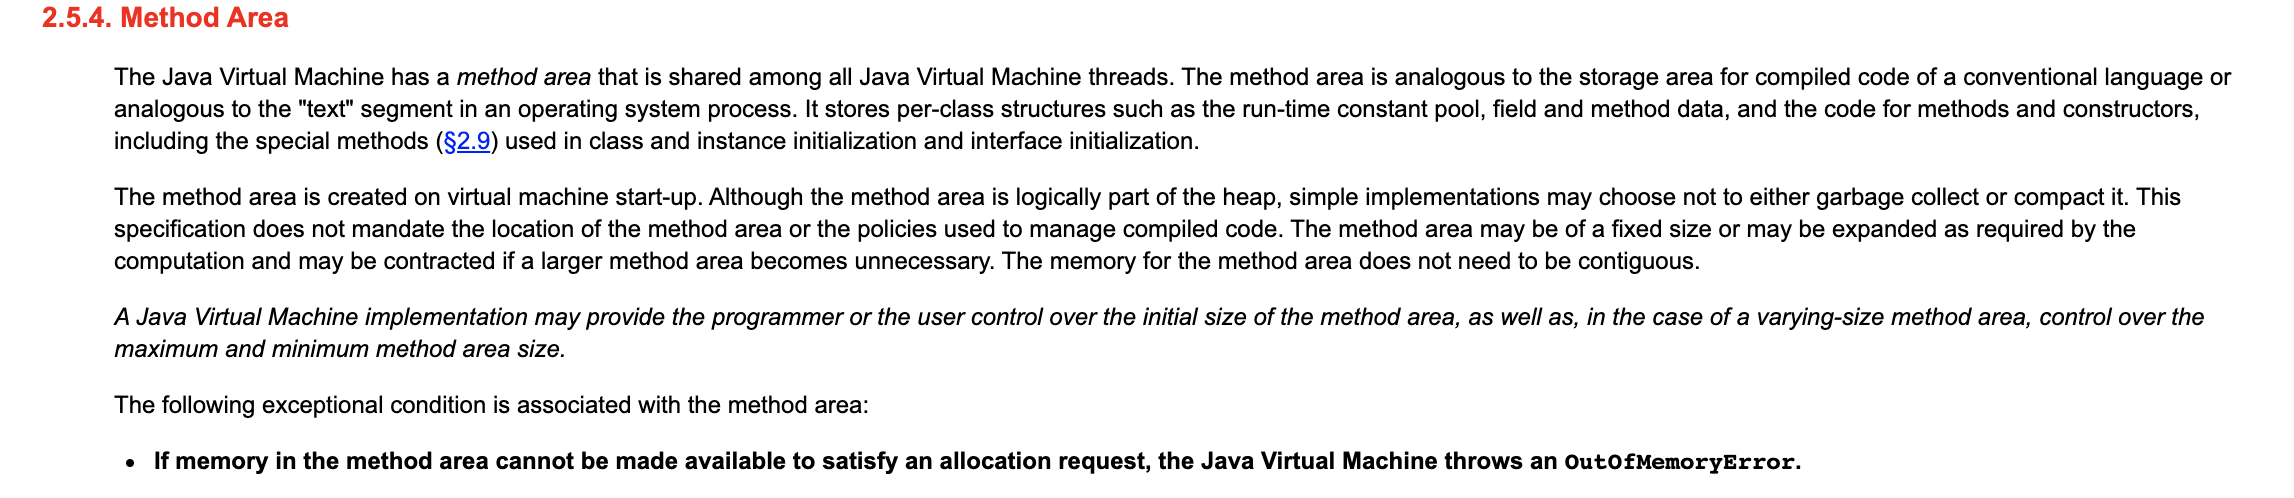 2.5.4. Method Area
The Java Virtual Machine has a method area that is shared among all Java Virtual Machine threads. The method area is analogous to the storage area for compiled code of a conventional language or
analogous to the "text" segment in an operating system process. It stores per-class structures such as the run-time constant pool, field and method data, and the code for methods and constructors,
including the special methods (§2.9) used in class and instance initialization and interface initialization.
The method area is created on virtual machine start-up. Although the method area is logically part of the heap, simple implementations may choose not to either garbage collect or compact it. This
specification does not mandate the location of the method area or the policies used to manage compiled code. The method area may be of a fixed size or may be expanded as required by the
computation and may be contracted if a larger method area becomes unnecessary. The memory for the method area does not need to be contiguous.
A Java Virtual Machine implementation may provide the programmer or the user control over the initial size of the method area, as well as, in the case of a varying-size method area, control over the
maximum and minimum method area size.
The following exceptional condition is associated with the method area:
• If memory in the method area cannot be made available to satisfy an allocation request, the Java Virtual Machine throws an OutOfMemoryError.